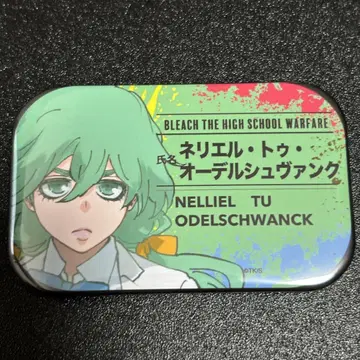 BLEACH THE HIGH SCHOOL WARFARE
氏名
ネリエル・トゥ・
オーデルシュヴァンク
NELLIEL TU
ODELSCHWANCK